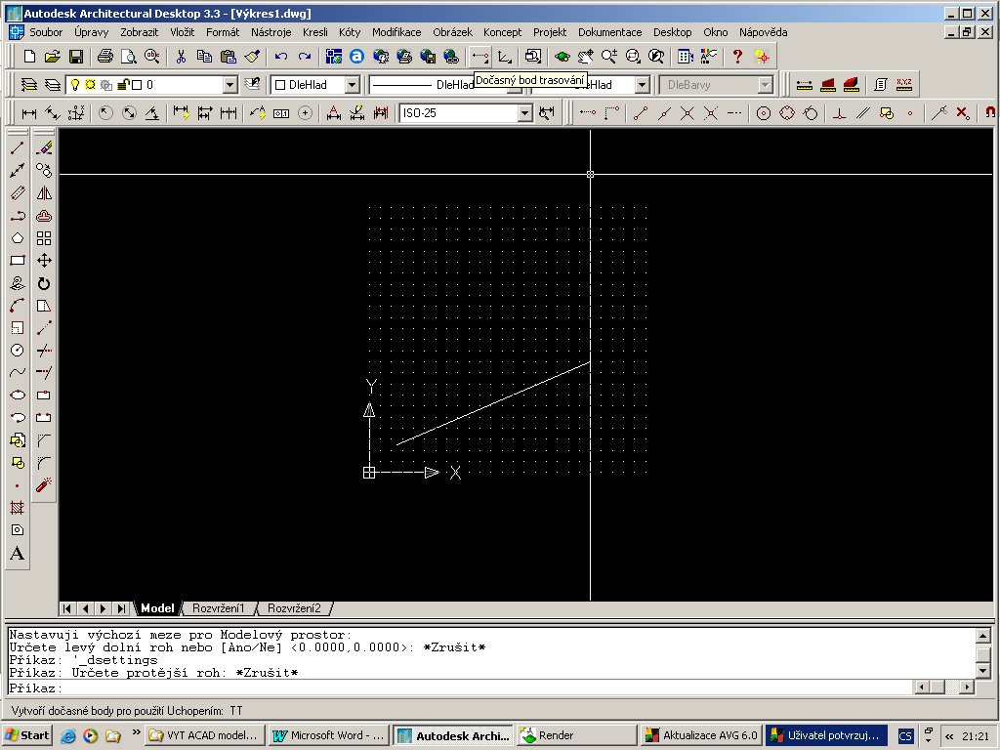 Autodesk Architectural Desktop 3.3 - [Výkres1.dwg]
Soubor Úpravy Zobrazit Vložit Formát Nástroje Kresli Kóty Modifikace Obrázek Koncept Projekt Dokumentace Desktop Okno Nápověda
0 DleHlad DleHlad DleHlad DleBarvy
Dočasný bod trasování
ISO-25
Y
X
A
Model Rozvržení1 Rozvržení2
Nastavuji výchozí meze pro Modelový prostor:
Určete levý dolní roh nebo [Ano/Ne] <0.0000,0.0000>: *Zrušit*
Příkaz: '_dsettings
Příkaz: Určete protější roh: *Zrušit*
Příkaz:
Vytvoří dočasné body pro použití Uchopením: TT
Start VYT ACAD model... Microsoft Word - ... Autodesk Archi... Render Aktualizace AVG 6.0 Uživatel potvrzuj... CS 21:21